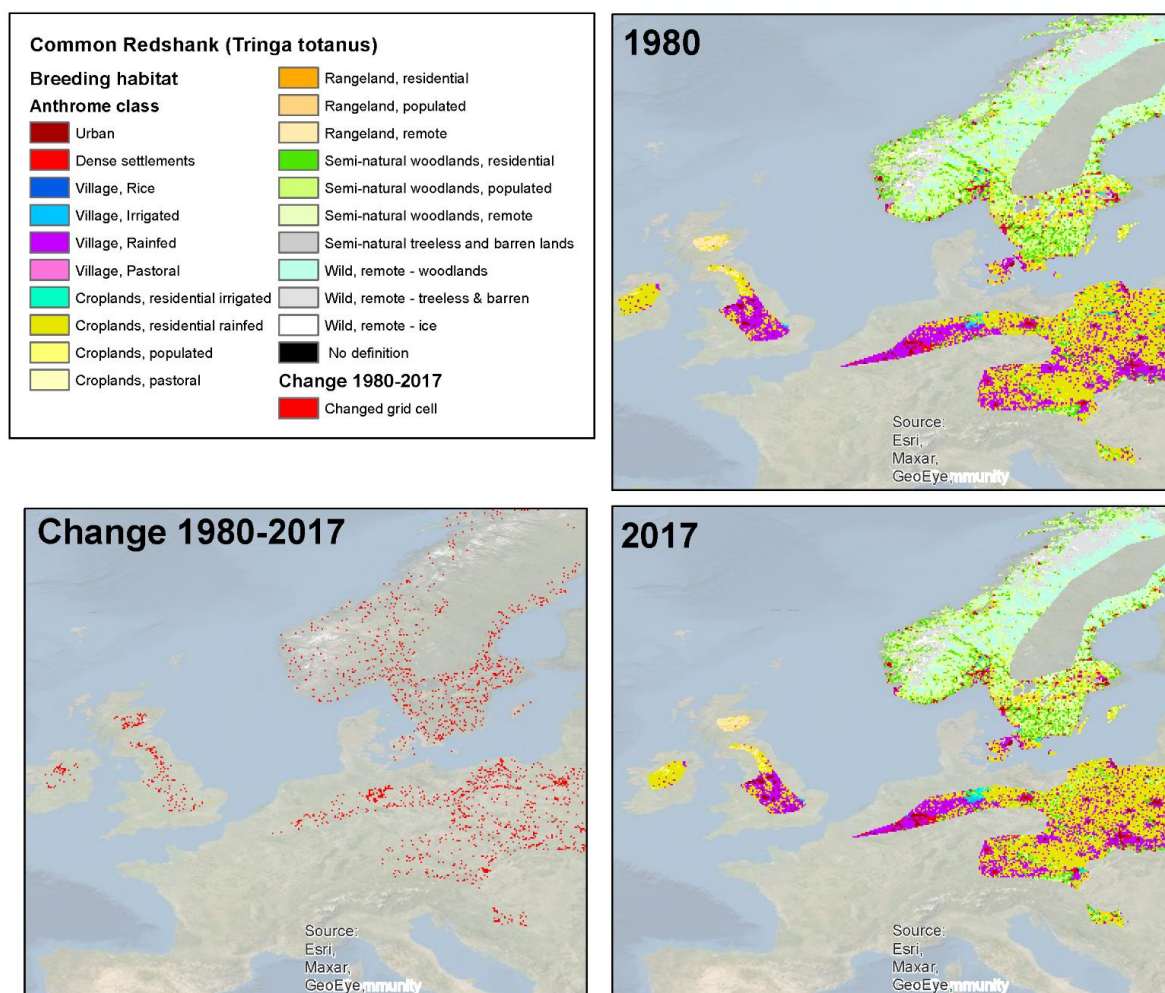 Common Redshank (Tringa totanus)
Breeding habitat
Anthrome class
Urban
Dense settlements
Village, Rice
Village, Irrigated
Village, Rainfed
Village, Pastoral
Croplands, residential irrigated
Croplands, residential rainfed
Croplands, populated
Croplands, pastoral
Rangeland, residential
Rangeland, populated
Rangeland, remote
Semi-natural woodlands, residential
Semi-natural woodlands, populated
Semi-natural woodlands, remote
Semi-natural treeless and barren lands
Wild, remote - woodlands
Wild, remote - treeless & barren
Wild, remote - ice
No definition
Change 1980-2017
Changed grid cell
1980
Source:
Esri,
Maxar,
GeoEye,
Change 1980-2017
Source:
Esri,
Maxar,
GeoEye,
2017
Source:
Esri,
Maxar,
GeoEye,